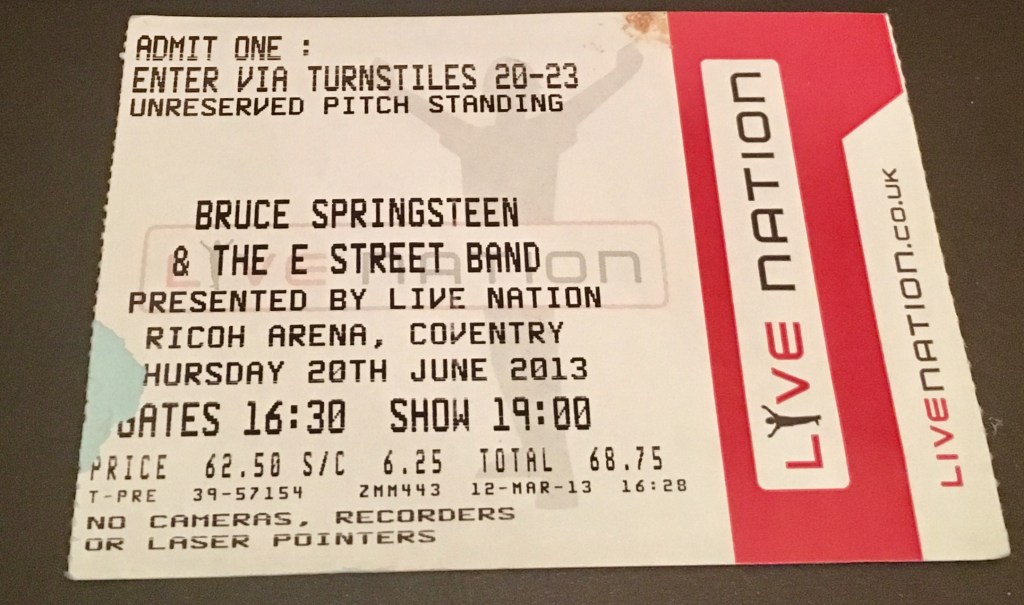 ADMIT ONE :
ENTER VIA TURNSTILES 20-23
UNRESERVED PITCH STANDING
BRUCE SPRINGSTEEN
& THE E STREET BAND
PRESENTED BY LIVE NATION
RICOH ARENA, COVENTRY
HURSDAY 20TH JUNE 2013
GATES 16:30 SHOW 19:00
PRICE 62.50 S/C 6.25 TOTAL 68.75
T-PRE 39-57154 ZMM443 12-MAR-13 16:28
NO CAMERAS, RECORDERS
OR LASER POINTERS
LIVE NATION
LIVE NATION
LIVENATION.CO.UK